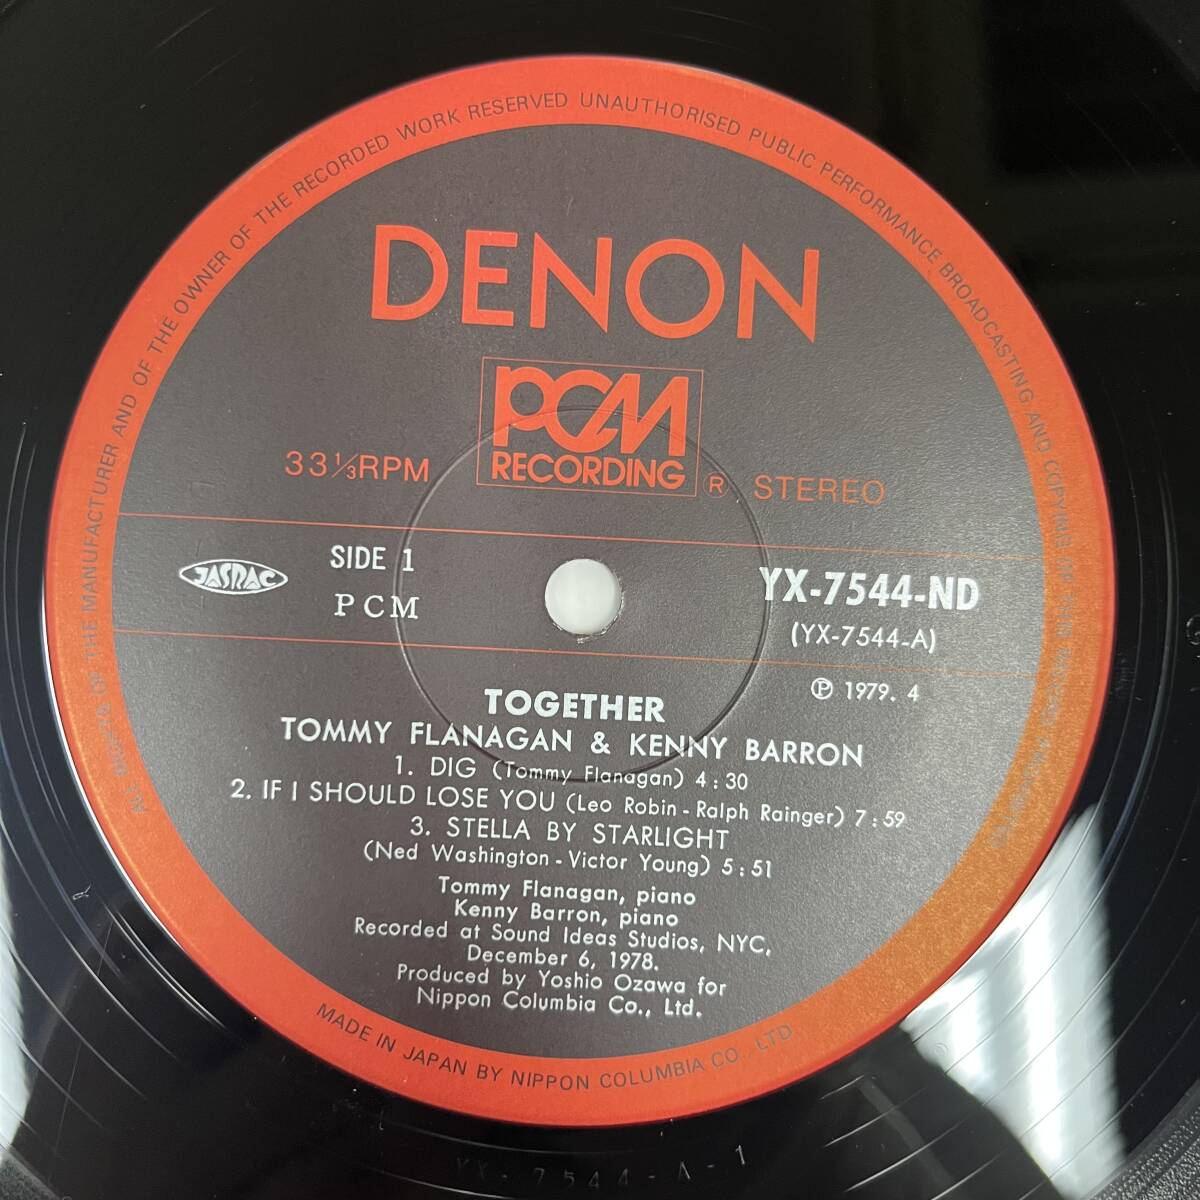 ALL RIGHTS OF THE MANUFACTURER AND OF THE OWNER OF THE RECORDED WORK RESERVED UNAUTHORISED PUBLIC PERFORMANCE BROADCASTING AND COPYING OF THIS
DENON
PCM
RECORDING
33⅓RPM
® STEREO
JASRAC
SIDE 1
PCM
YX-7544-ND
(YX-7544-A)
℗ 1979. 4
TOGETHER
TOMMY FLANAGAN & KENNY BARRON
1. DIG (Tommy Flanagan) 4:30
2. IF I SHOULD LOSE YOU (Leo Robin-Ralph Rainger) 7:59
3. STELLA BY STARLIGHT
(Ned Washington-Victor Young) 5:51
Tommy Flanagan, piano
Kenny Barron, piano
Recorded at Sound Ideas Studios, NYC,
December 6, 1978.
Produced by Yoshio Ozawa for
Nippon Columbia Co., Ltd.
MADE IN JAPAN BY NIPPON COLUMBIA CO., LTD
YX-7544-A-1